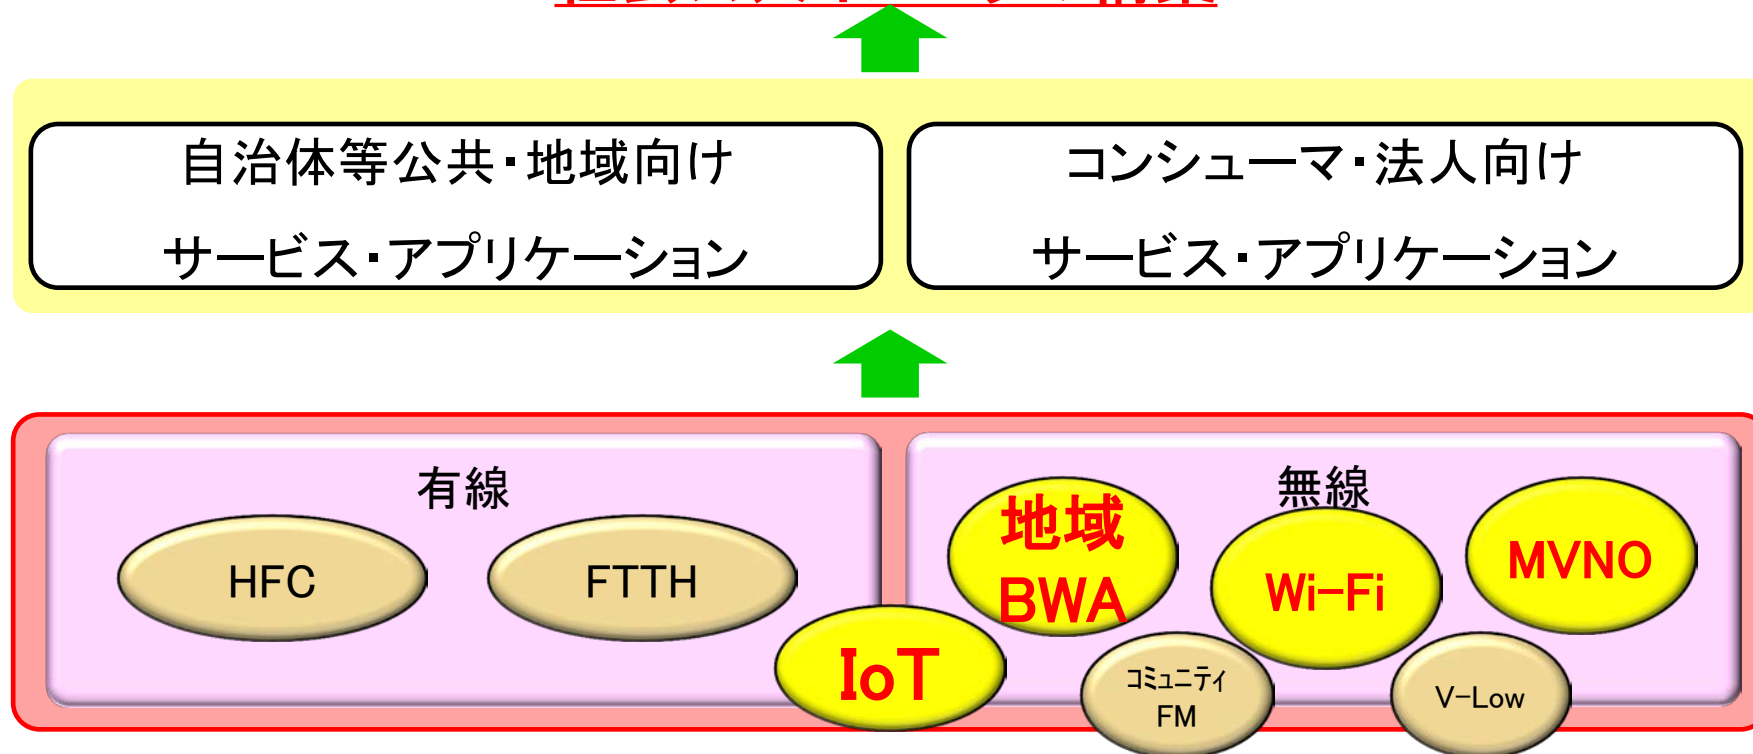 自治体等公共・地域向け
サービス・アプリケーション
コンシューマ・法人向け
サービス・アプリケーション
有線
HFC
FTTH
IoT
無線
地域
BWA
Wi-Fi
MVNO
コミュニティ
FM
V-Low